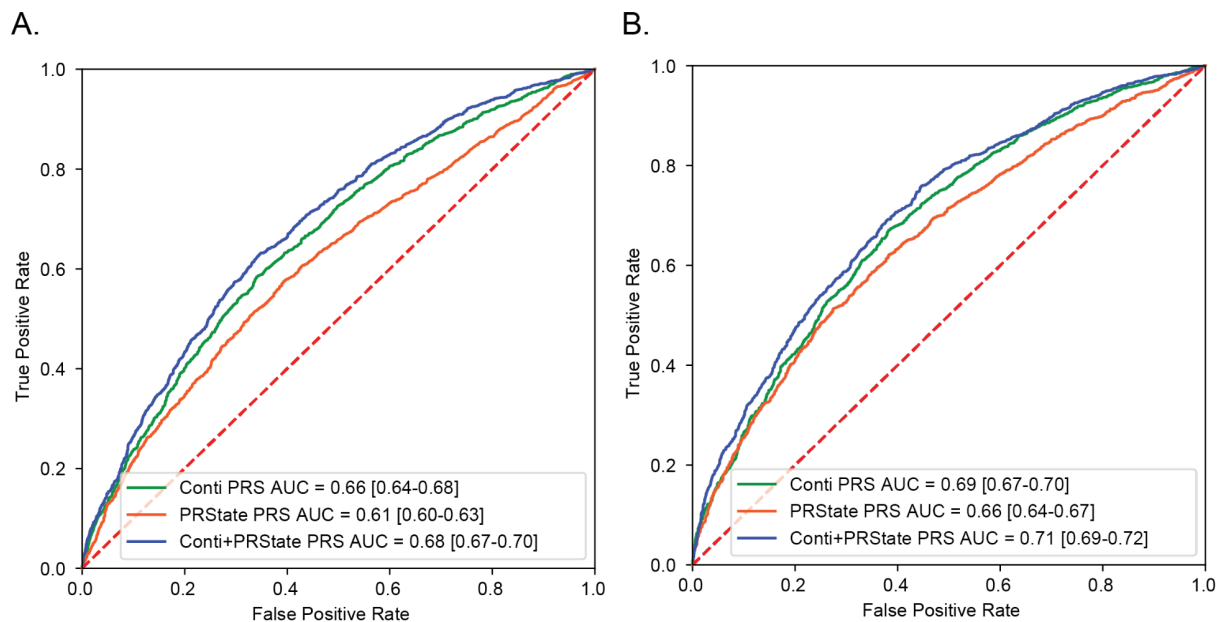 A.
1.0
0.8
0.6
0.4
0.2
0.0
True Positive Rate
Conti PRS AUC = 0.66 [0.64-0.68]
PRState PRS AUC = 0.61 [0.60-0.63]
Conti+PRState PRS AUC = 0.68 [0.67-0.70]
0.0 0.2 0.4 0.6 0.8 1.0
False Positive Rate
B.
1.0
0.8
0.6
0.4
0.2
0.0
True Positive Rate
Conti PRS AUC = 0.69 [0.67-0.70]
PRState PRS AUC = 0.66 [0.64-0.67]
Conti+PRState PRS AUC = 0.71 [0.69-0.72]
0.0 0.2 0.4 0.6 0.8 1.0
False Positive Rate